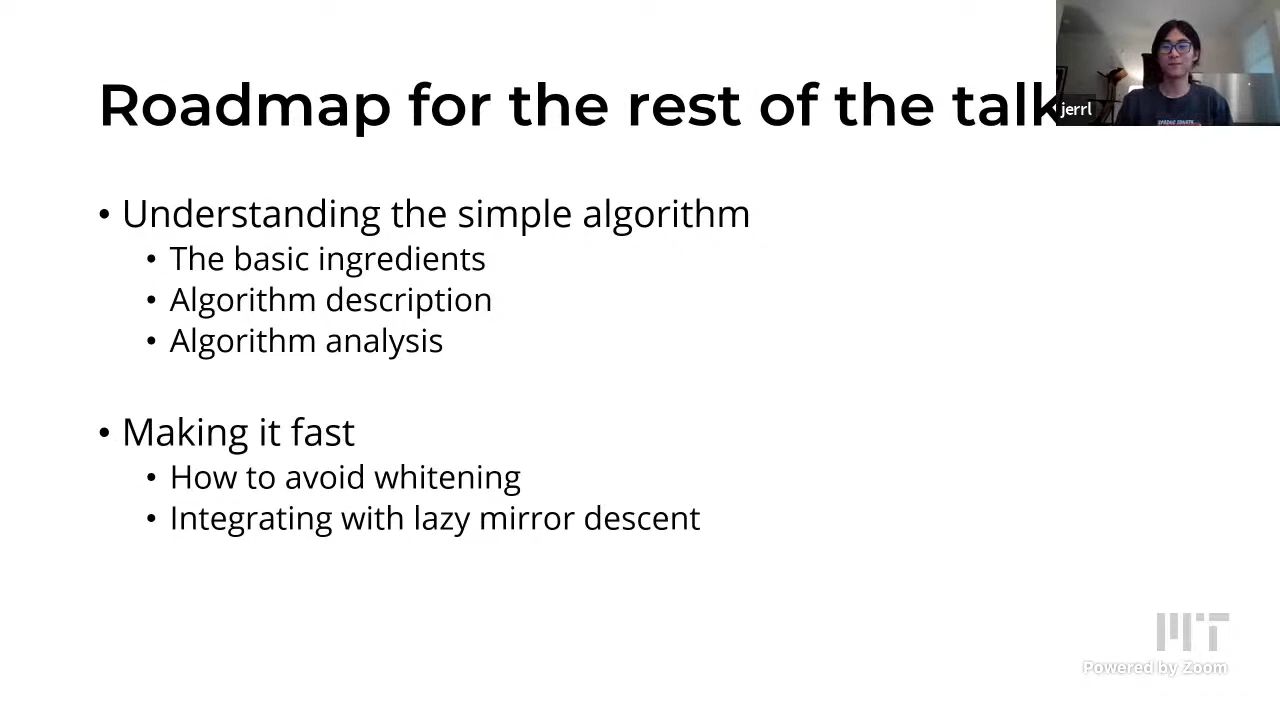 Roadmap for the rest of the talk
jerrl
• Understanding the simple algorithm
• The basic ingredients
• Algorithm description
• Algorithm analysis
• Making it fast
• How to avoid whitening
• Integrating with lazy mirror descent
MIT
Powered by Zoom